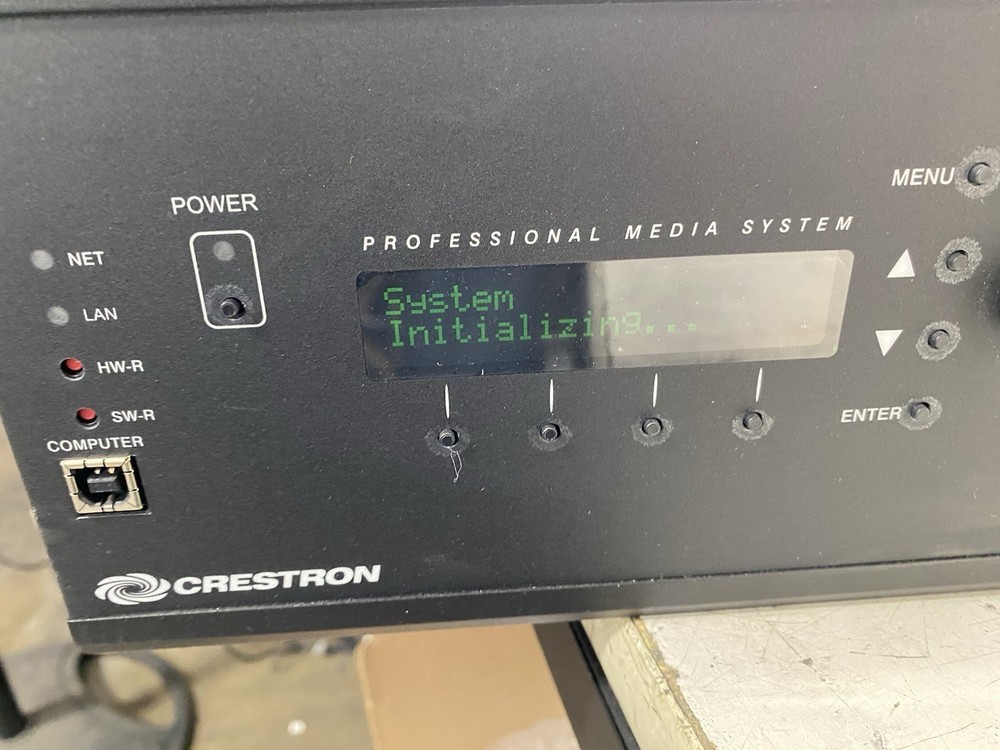 MENU
POWER
PROFESSIONAL MEDIA SYSTEM
NET
System
LAN
Initializing...
HW-R
SW-R
ENTER
COMPUTER
CRESTRON